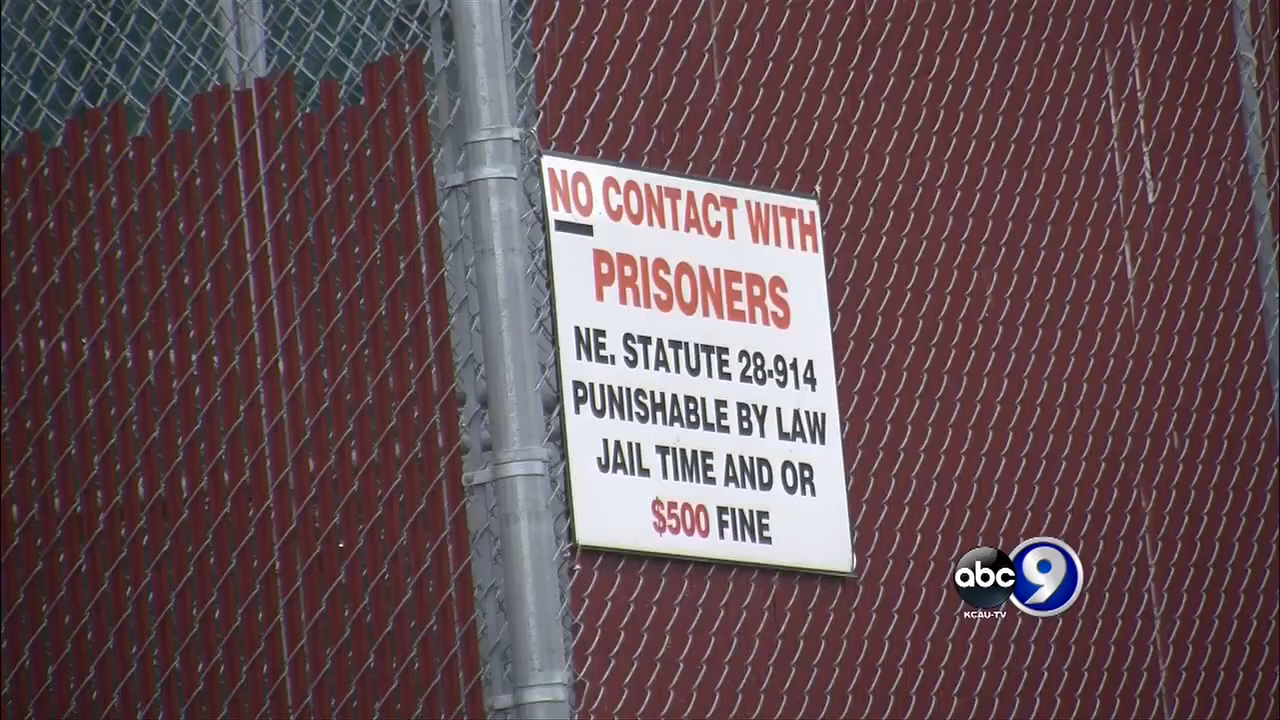 NO CONTACT WITH
PRISONERS
NE. STATUTE 28-914
PUNISHABLE BY LAW
JAIL TIME AND OR
$500 FINE
abc 9
KCAU-TV